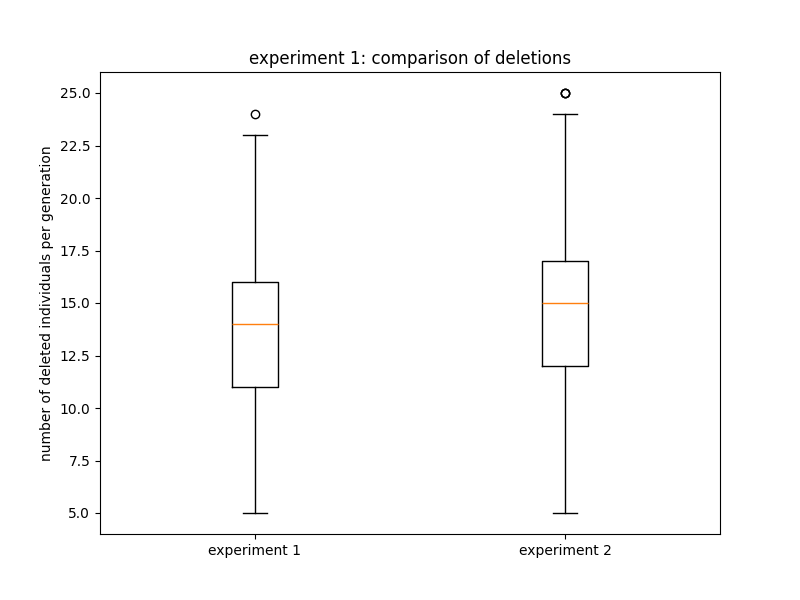 experiment 1: comparison of deletions
number of deleted individuals per generation
25.0
22.5
20.0
17.5
15.0
12.5
10.0
7.5
5.0
experiment 1
experiment 2